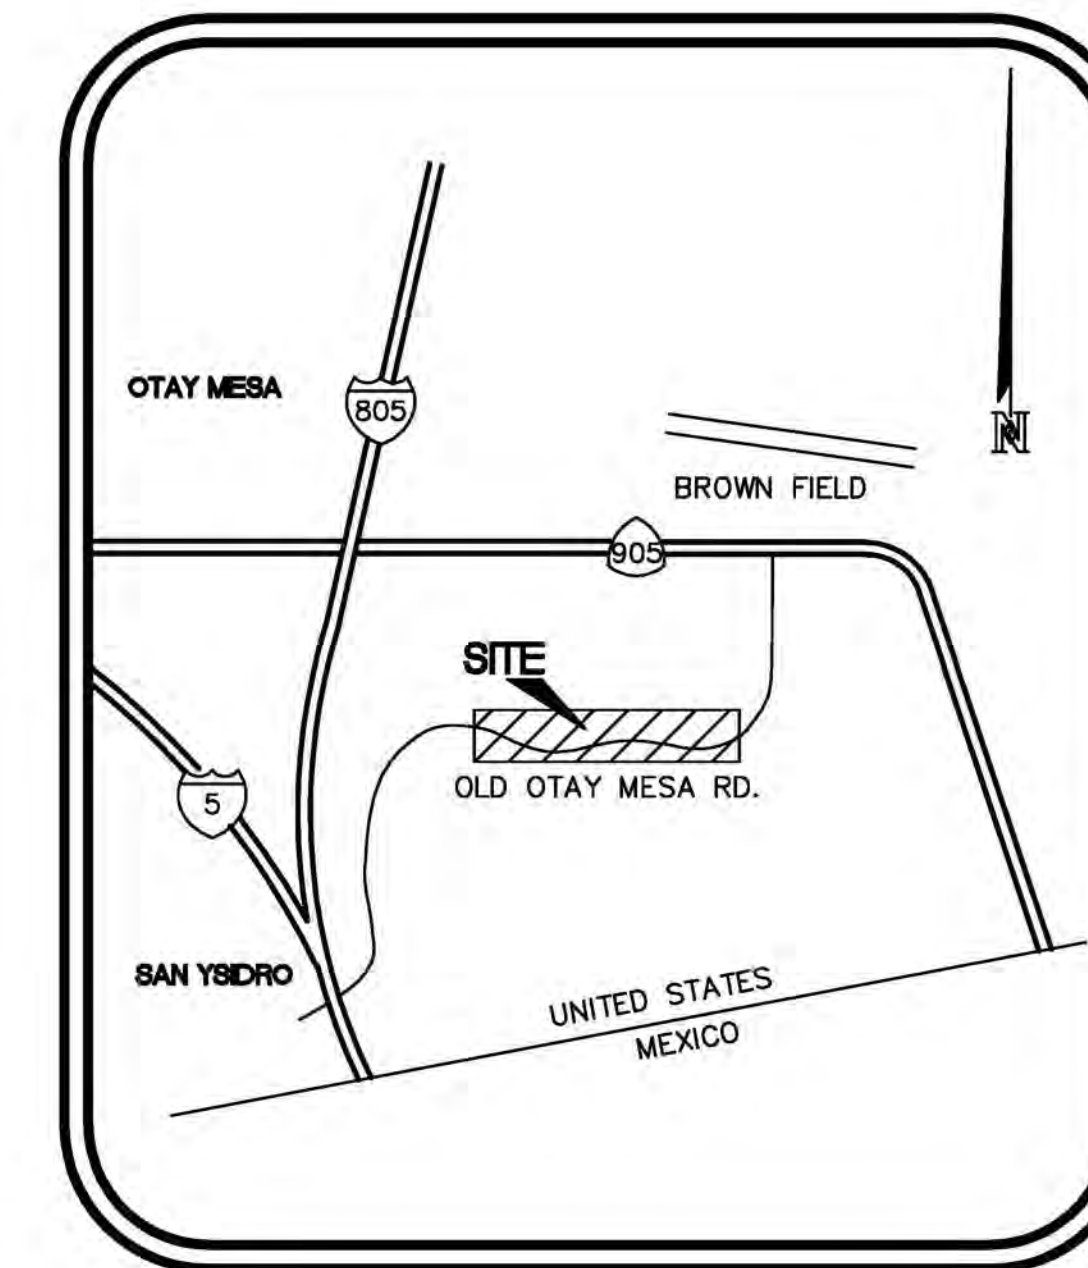 OTAY MESA
805
N
BROWN FIELD
905
SITE
OLD OTAY MESA RD.
5
SAN YSIDRO
UNITED STATES
MEXICO